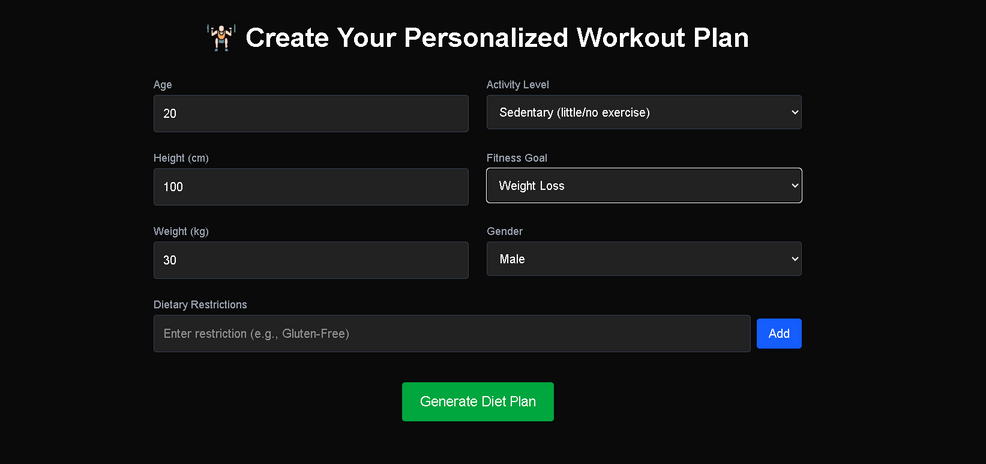 Create Your Personalized Workout Plan
Age
Activity Level
20
Sedentary (little/no exercise)
Height (cm)
Fitness Goal
100
Weight Loss
Weight (kg)
Gender
30
Male
Dietary Restrictions
Enter restriction (e.g., Gluten-Free)
Add
Generate Diet Plan